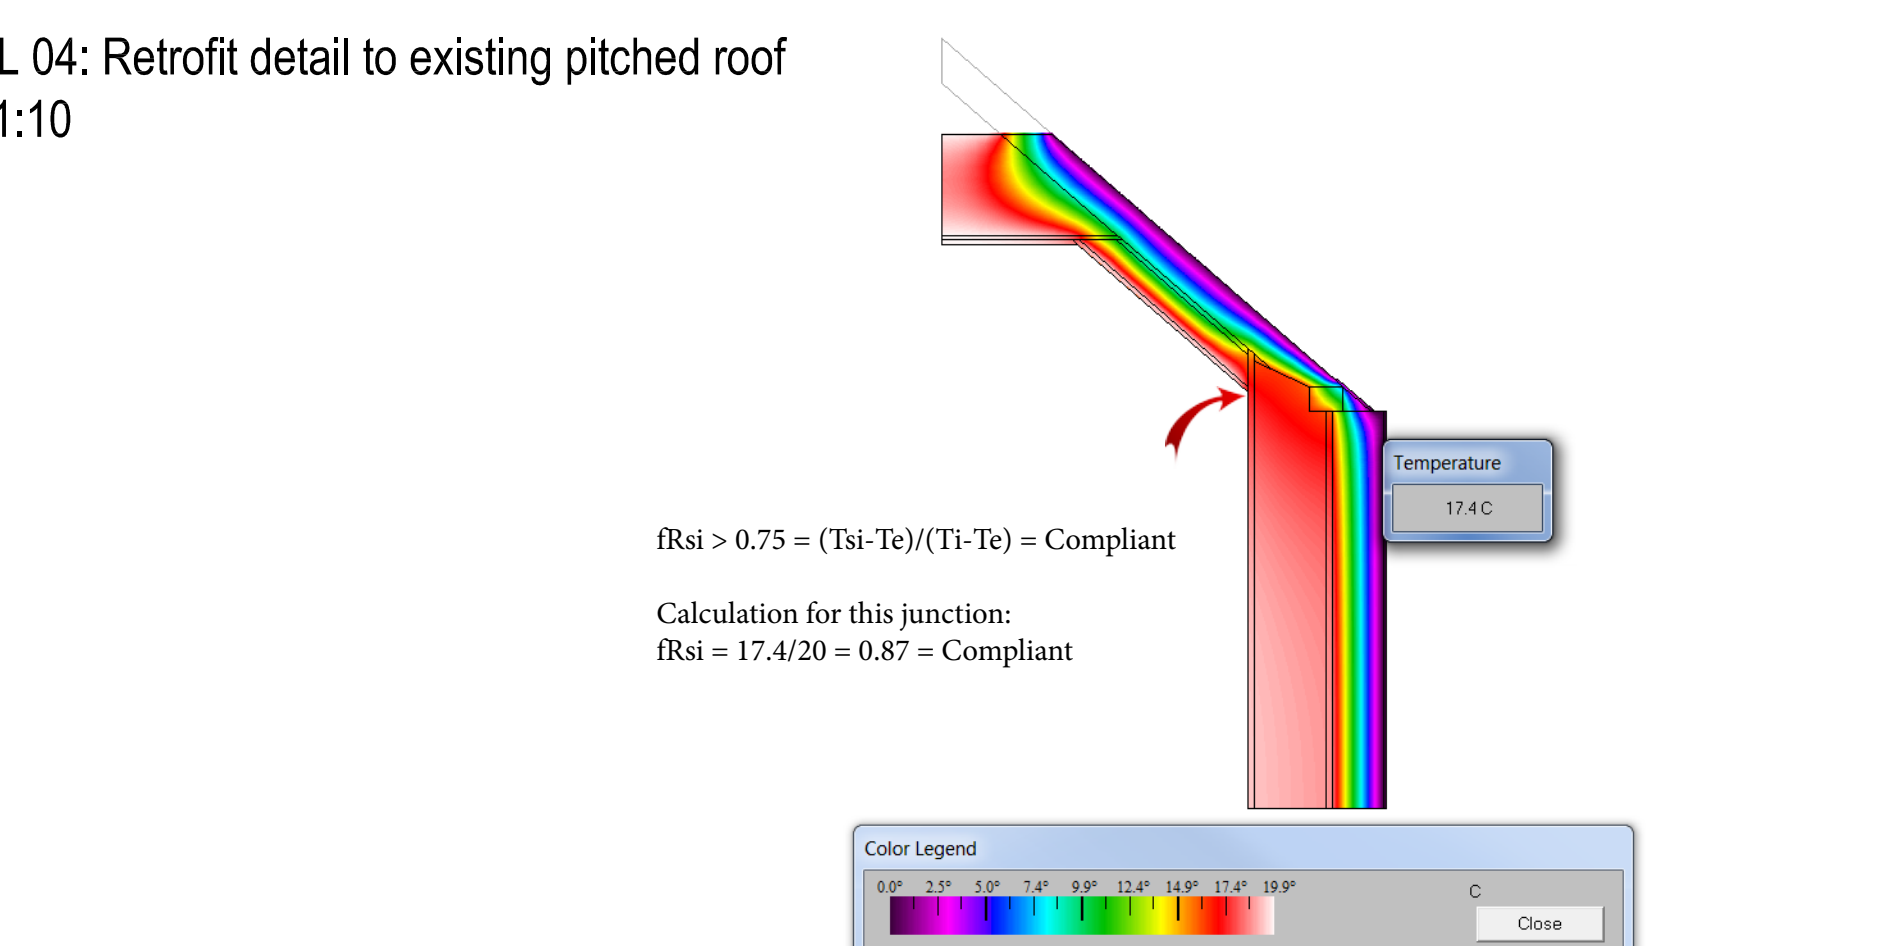 L 04: Retrofit detail to existing pitched roof
1:10
Temperature
17.4 C
fRsi > 0.75 = (Tsi-Te)/(Ti-Te) = Compliant
Calculation for this junction:
fRsi = 17.4/20 = 0.87 = Compliant
Color Legend
0.0° 2.5° 5.0° 7.4° 9.9° 12.4° 14.9° 17.4° 19.9°
C
Close